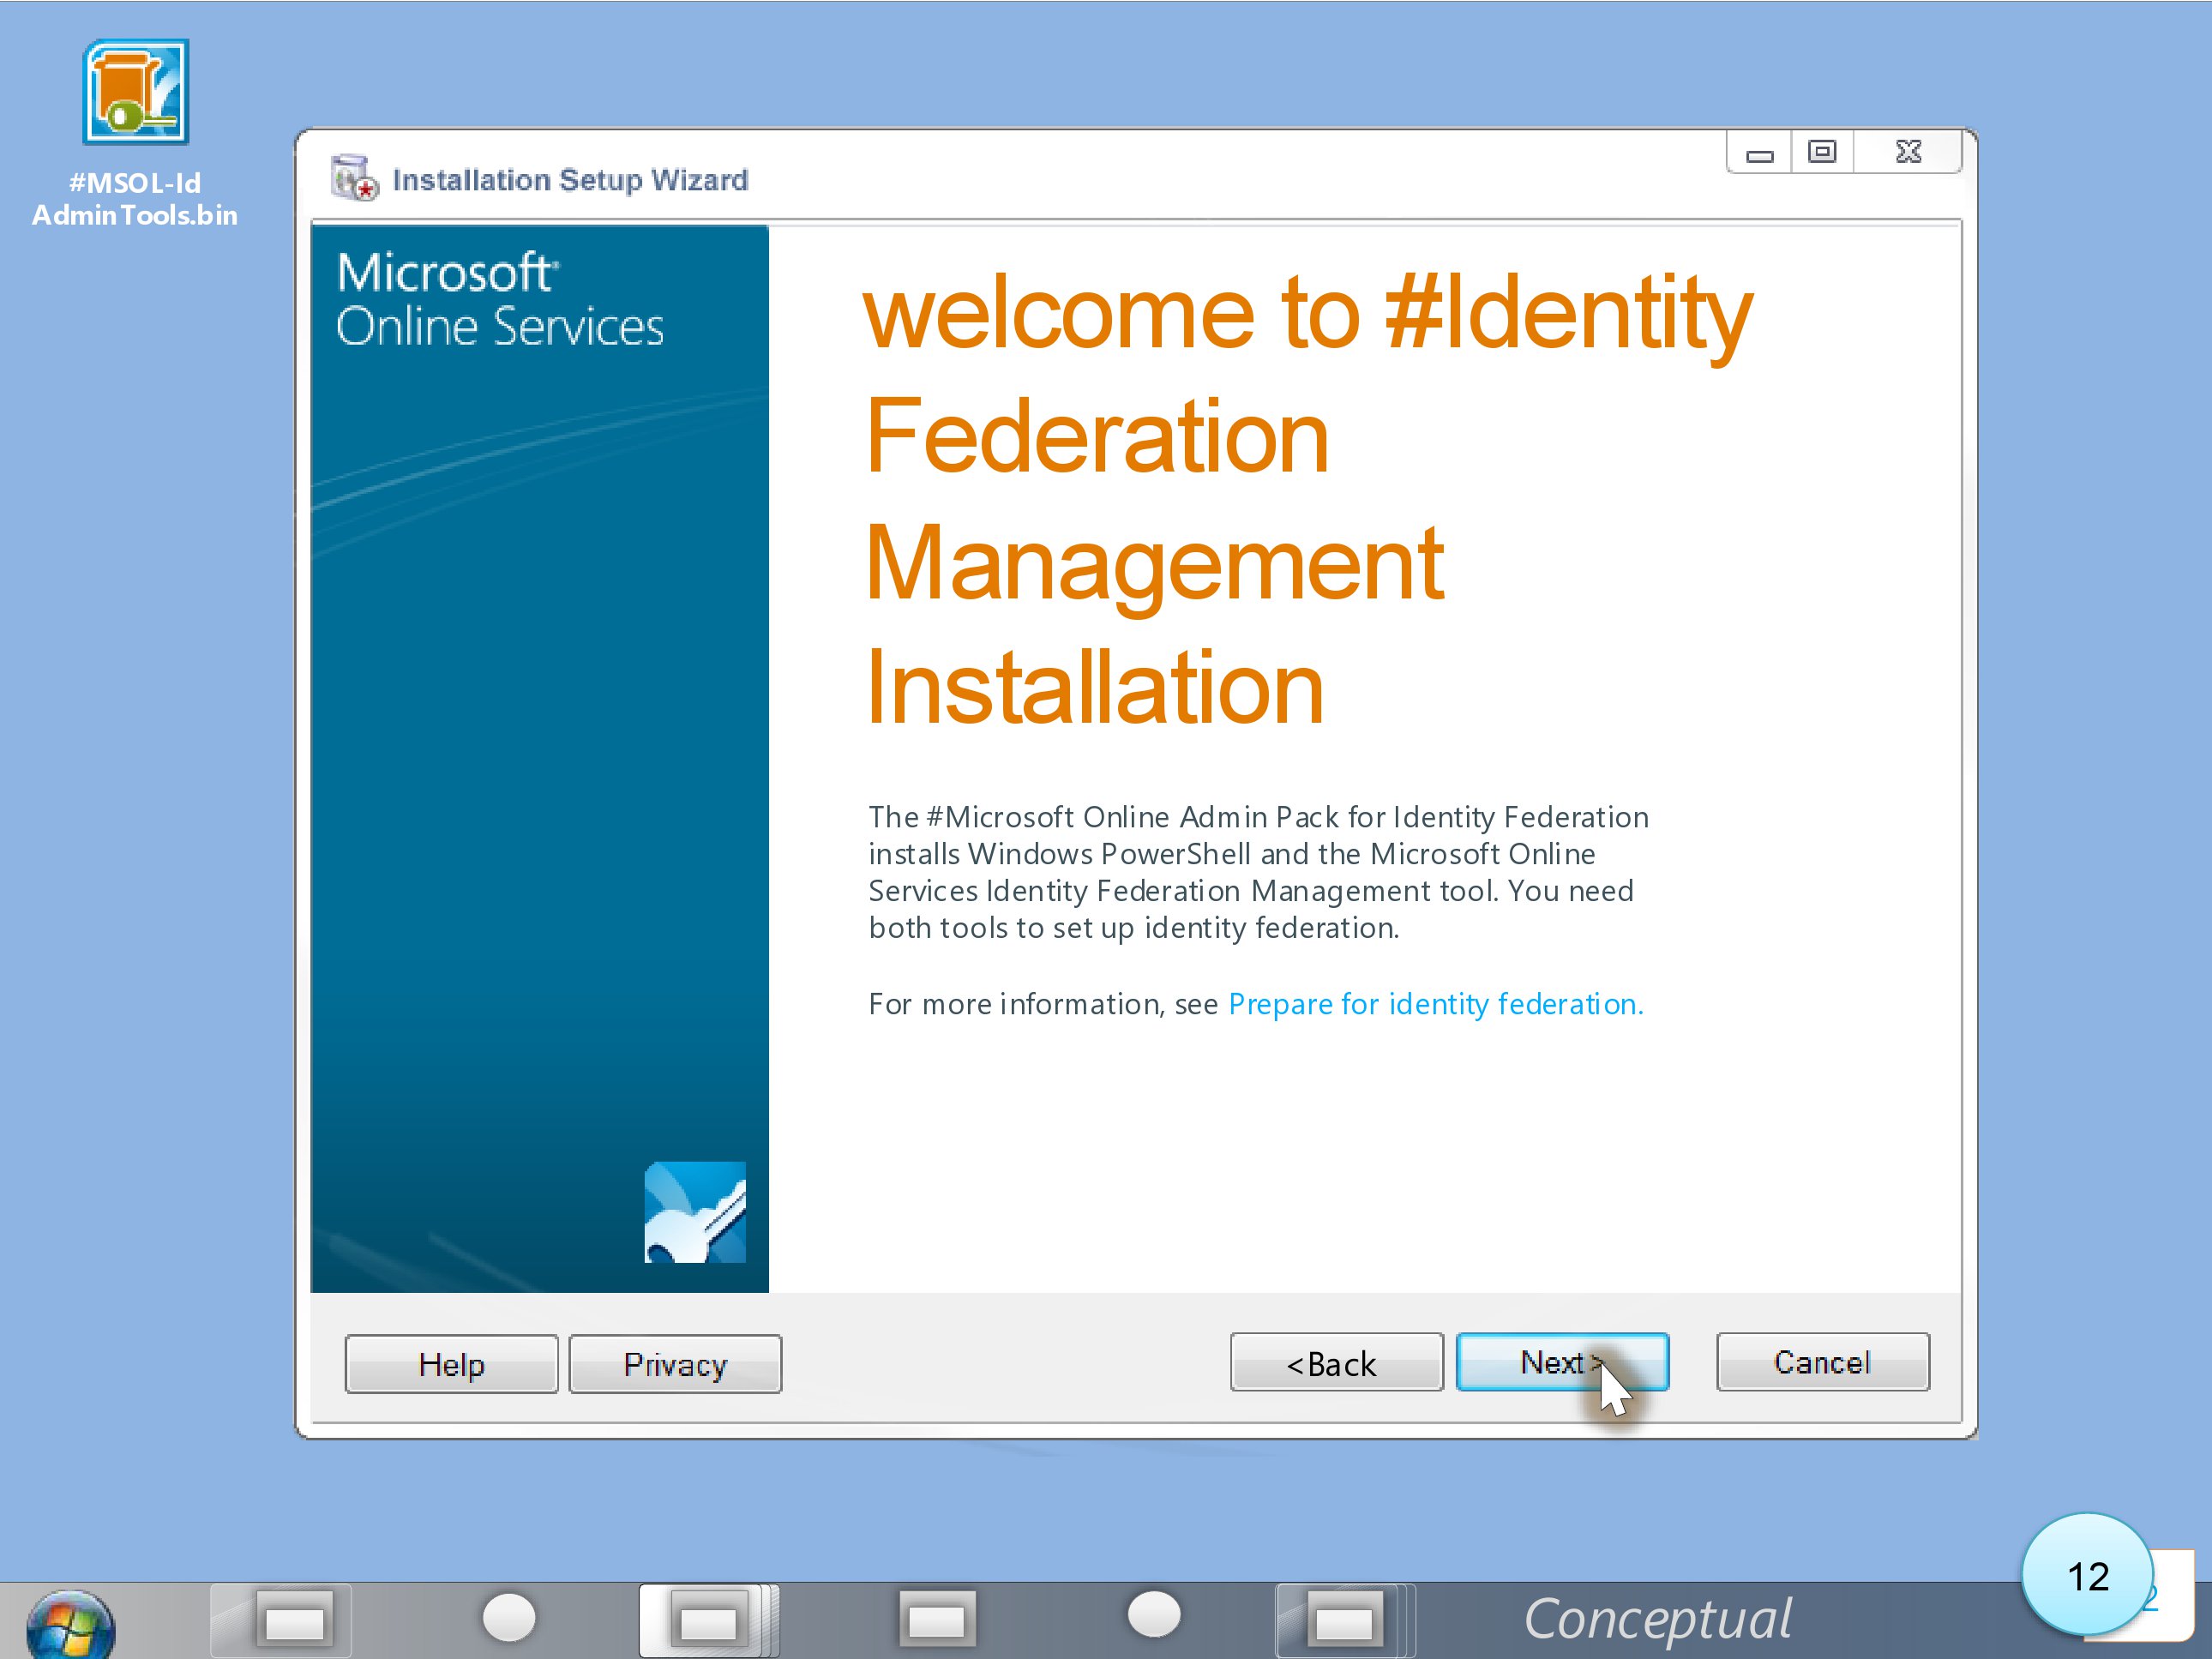 #MSOL-Id
AdminTools.bin
Installation Setup Wizard
Microsoft®
Online Services
welcome to #Identity
Federation
Management
Installation
The #Microsoft Online Admin Pack for Identity Federation
installs Windows PowerShell and the Microsoft Online
Services Identity Federation Management tool. You need
both tools to set up identity federation.
For more information, see Prepare for identity federation.
Help
Privacy
<Back
Next >
Cancel
Conceptual
12
2